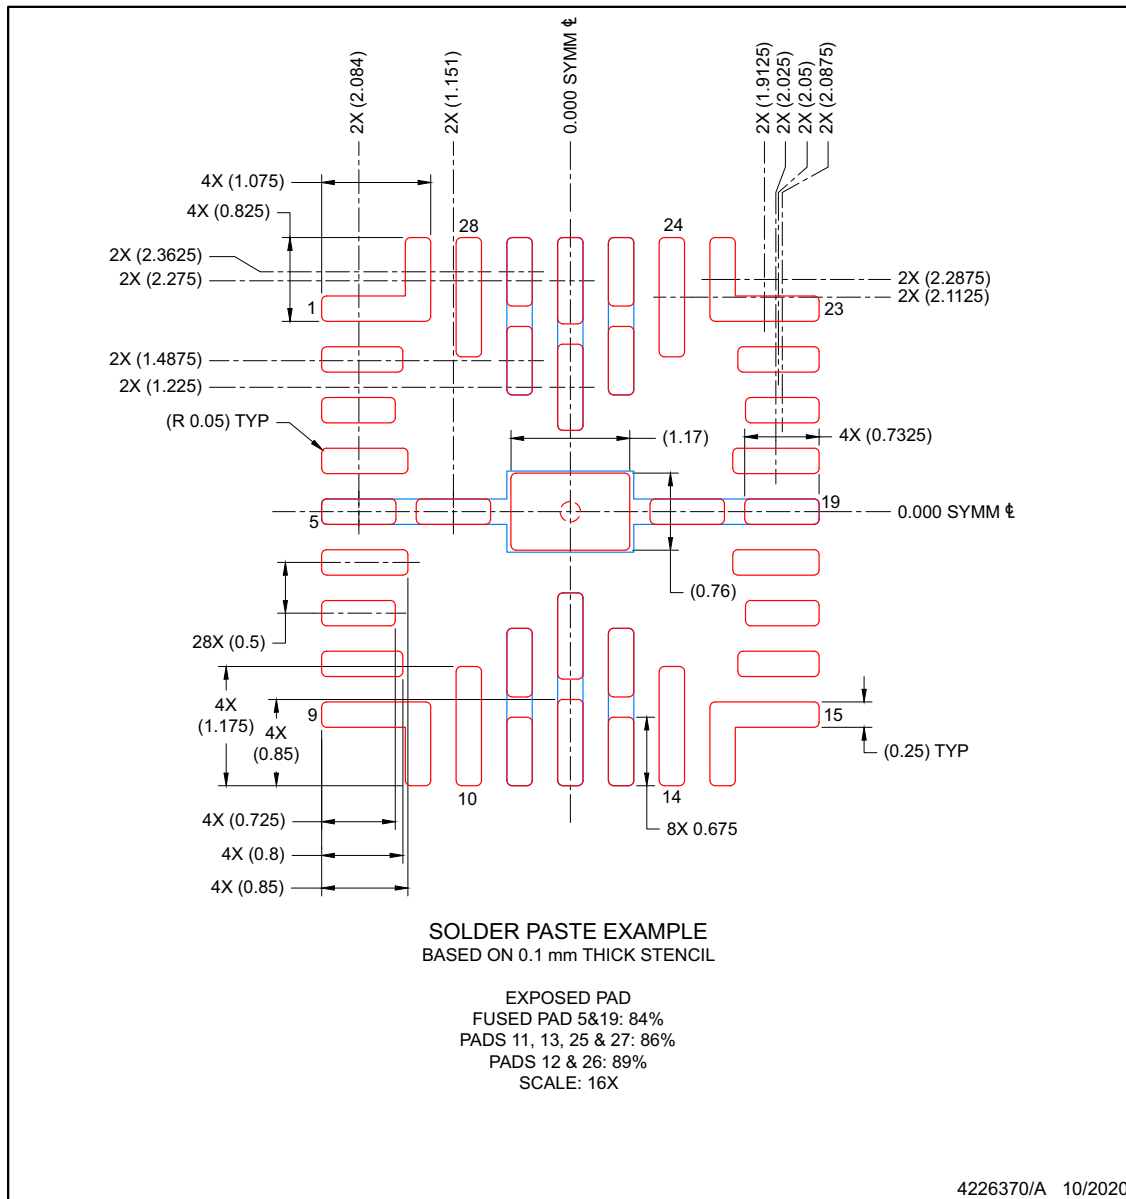 2X (2.084)
2X (1.151)
0.000 SYMM ℄
2X (1.9125)
2X (2.025)
2X (2.05)
2X (2.0875)
4X (1.075)
4X (0.825)
28
24
2X (2.3625)
2X (2.275)
2X (2.2875)
2X (2.1125)
1
23
2X (1.4875)
2X (1.225)
(R 0.05) TYP
(1.17)
4X (0.7325)
5
19
0.000 SYMM ℄
(0.76)
28X (0.5)
4X
(1.175)
9
4X
(0.85)
15
(0.25) TYP
10
14
4X (0.725)
8X 0.675
4X (0.8)
4X (0.85)
SOLDER PASTE EXAMPLE
BASED ON 0.1 mm THICK STENCIL
EXPOSED PAD
FUSED PAD 5&19: 84%
PADS 11, 13, 25 & 27: 86%
PADS 12 & 26: 89%
SCALE: 16X
4226370/A 10/2020